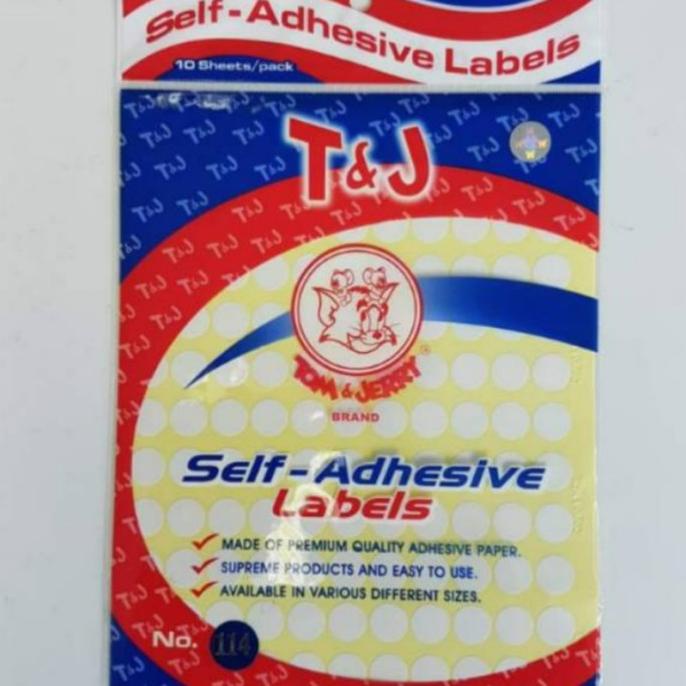 Self-Adhesive Labels
10 Sheets/pack
T&J
TOM & JERRY®
BRAND
Self-Adhesive
Labels
MADE OF PREMIUM QUALITY ADHESIVE PAPER.
SUPREME PRODUCTS AND EASY TO USE.
AVAILABLE IN VARIOUS DIFFERENT SIZES.
No. 114